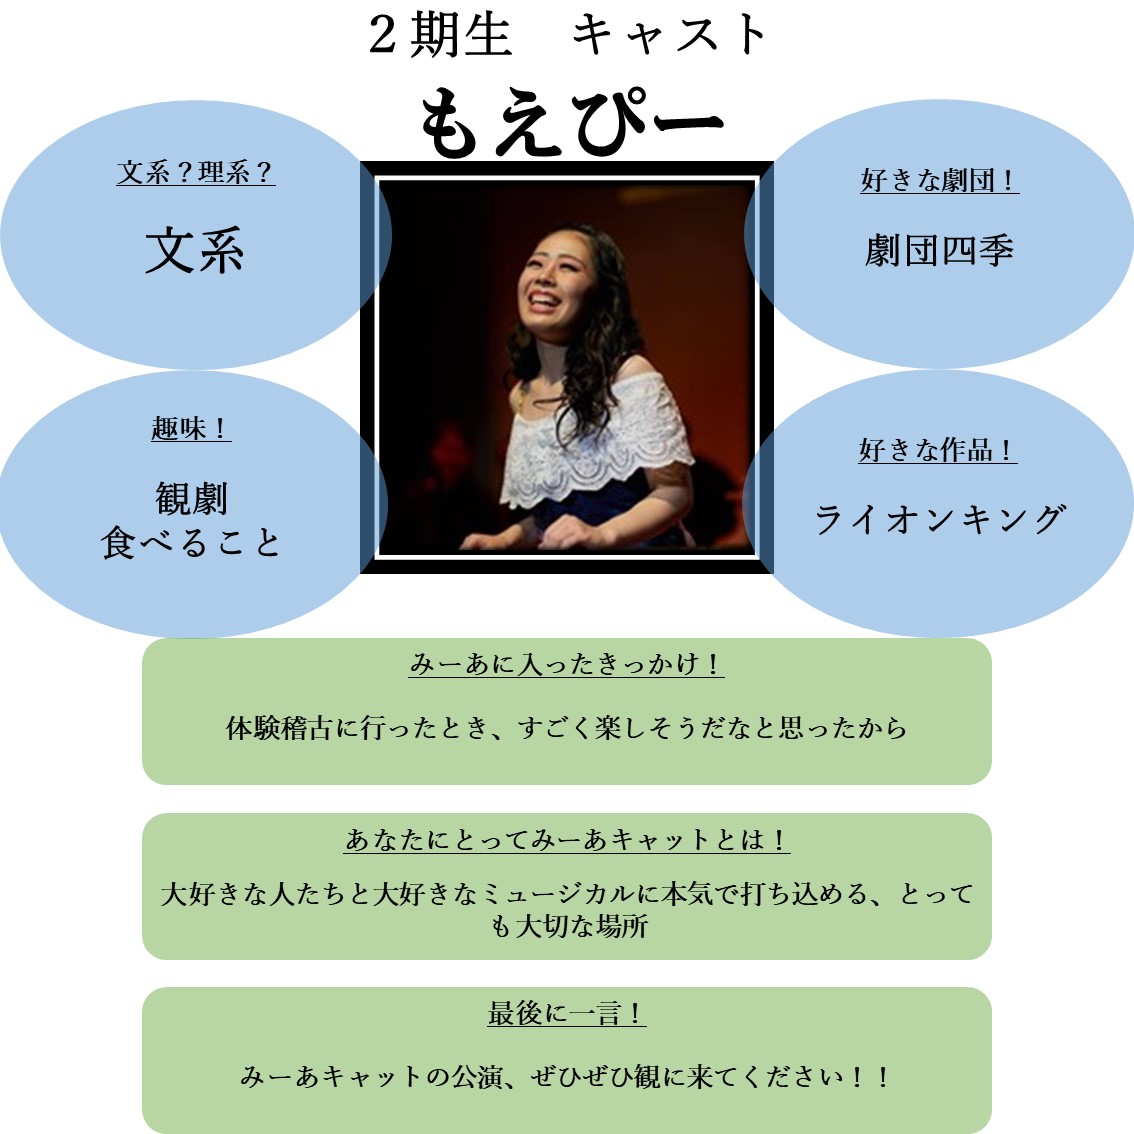 ２期生　キャスト
もえぴー
文系？理系？
文系
好きな劇団！
劇団四季
趣味！
観劇
食べること
好きな作品！
ライオンキング
みーあに入ったきっかけ！
体験稽古に行ったとき、すごく楽しそうだなと思ったから
あなたにとってみーあキャットとは！
大好きな人たちと大好きなミュージカルに本気で打ち込める、とって
も大切な場所
最後に一言！
みーあキャットの公演、ぜひぜひ観に来てください！！